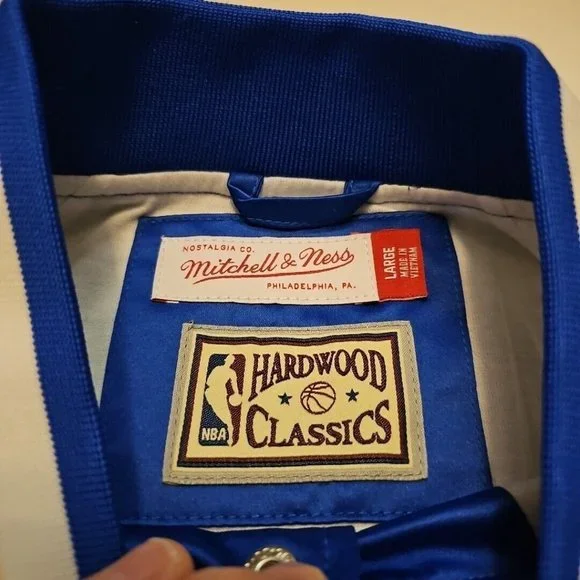 NOSTALGIA CO.
Mitchell & Ness
PHILADELPHIA, PA.
LARGE
MADE IN
VIETNAM
HARDWOOD
CLASSICS
NBA